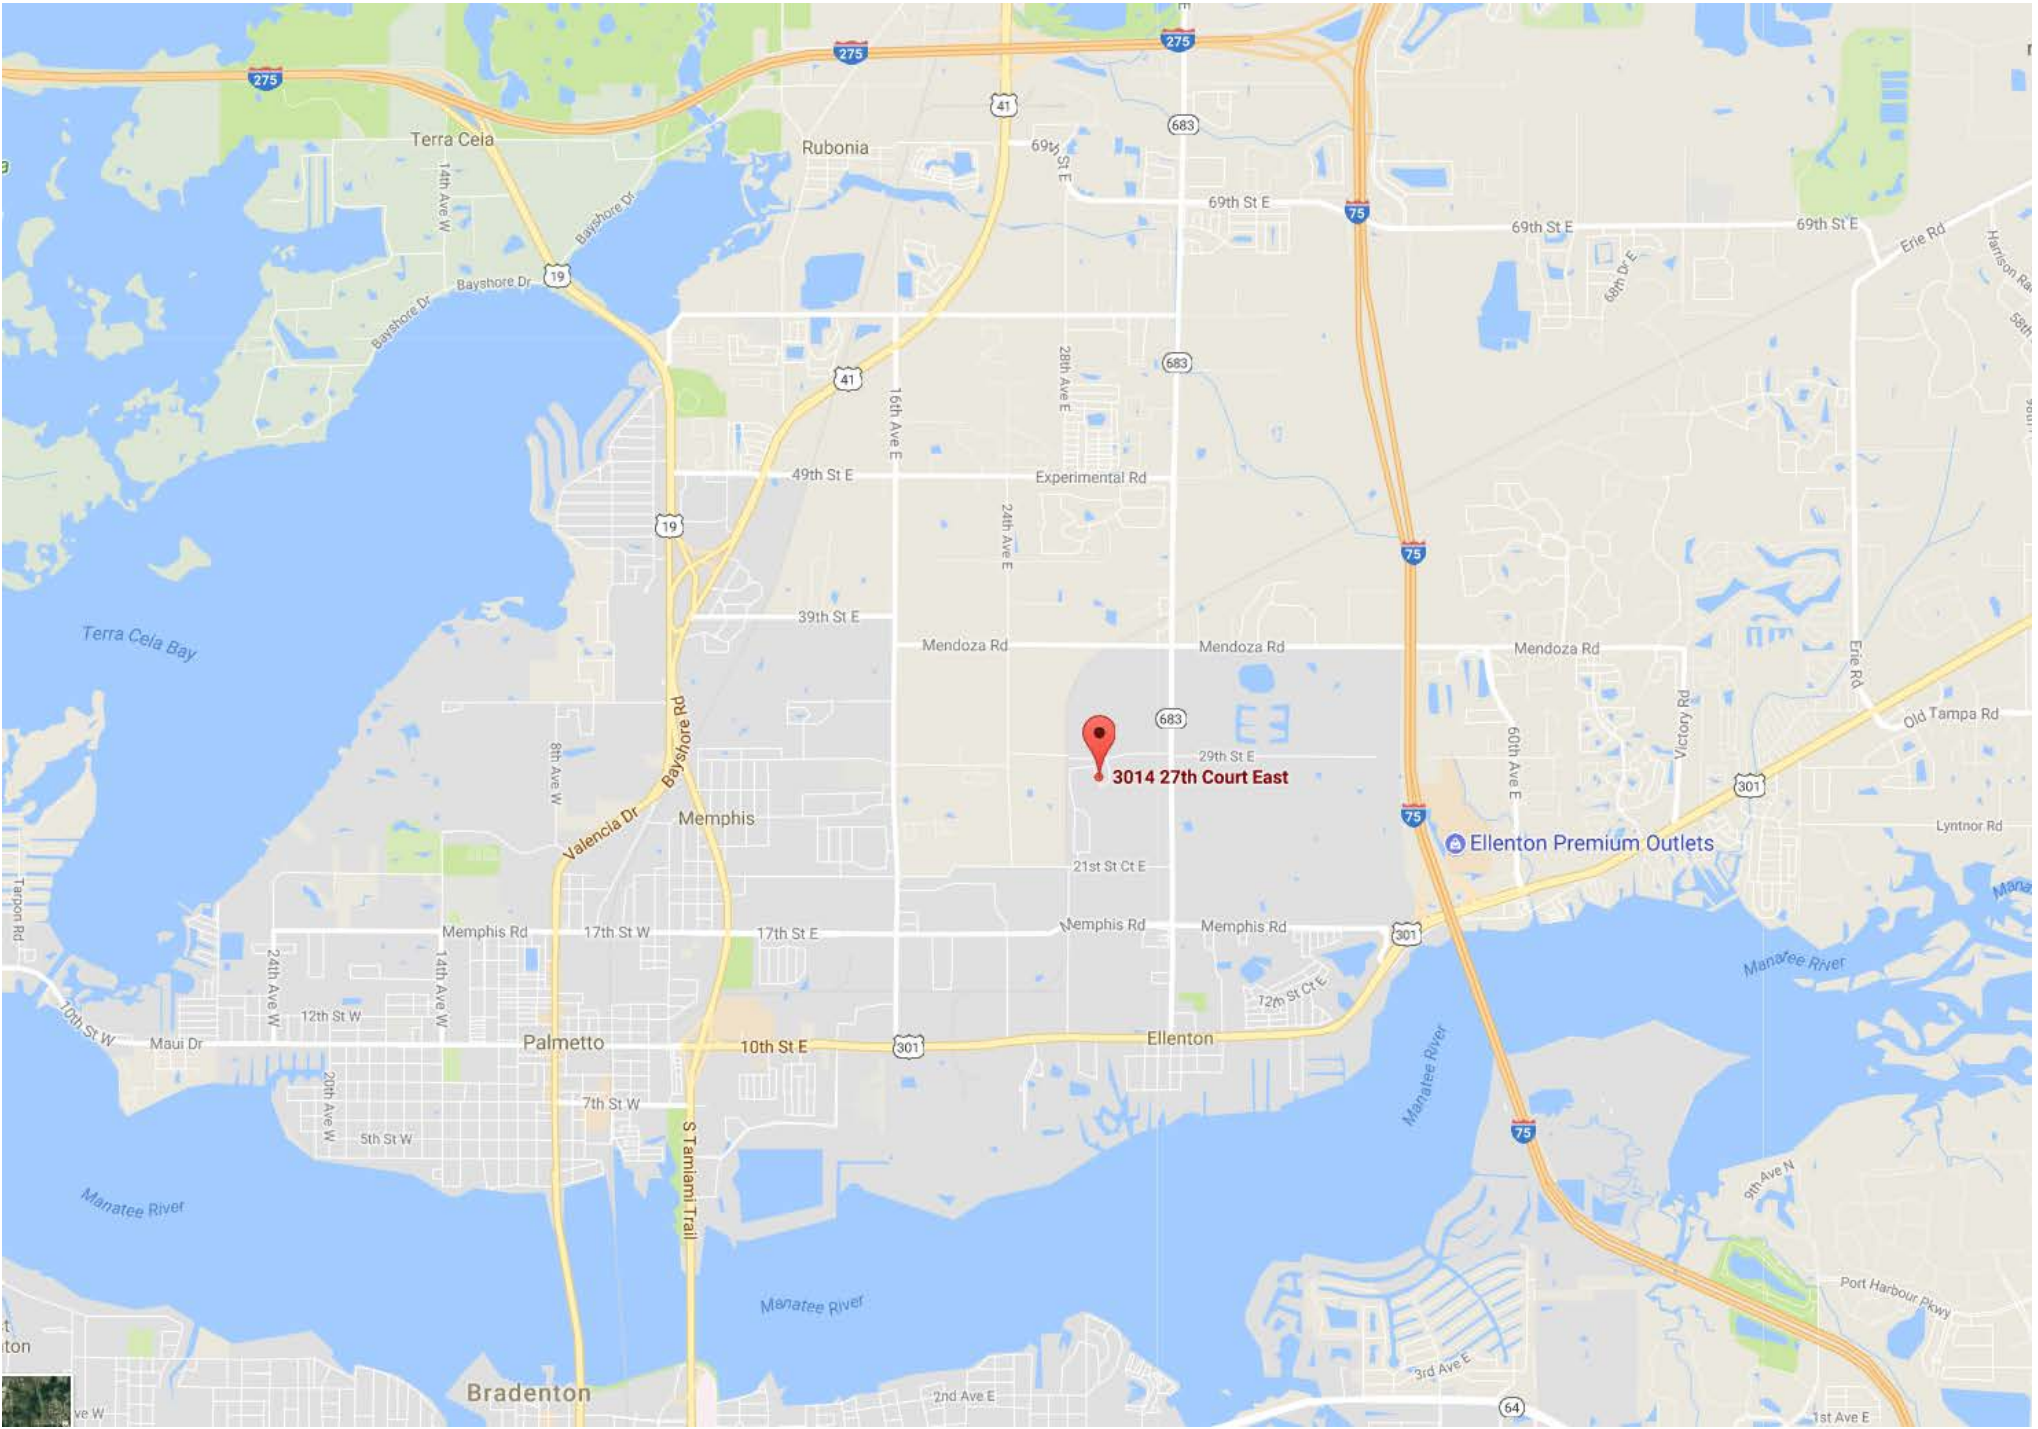 275
275
275
41
683
Terra Ceia
Rubonia
69th St E
14th Ave W
Bayshore Dr
69th St E
75
69th St E
69th St E
Erie Rd
19
Bayshore Dr
Bayshore Dr
68th Dr E
58th
28th Ave E
683
41
16th Ave E
49th St E
Experimental Rd
19
24th Ave E
75
Terra Ceia Bay
39th St E
Mendoza Rd
Mendoza Rd
Mendoza Rd
Erie Rd
Bayshore Rd
Victory Rd
683
Old Tampa Rd
8th Ave W
60th Ave E
29th St E
3014 27th Court East
301
75
Memphis
Valencia Dr
Ellenton Premium Outlets
Lyntnor Rd
21st St Ct E
Tarpon Rd
Memphis Rd
17th St W
17th St E
Memphis Rd
Memphis Rd
301
Manatee River
24th Ave W
14th Ave W
12th St Ct E
10th St W
12th St W
Maui Dr
Palmetto
10th St E
301
Ellenton
Manatee River
20th Ave W
7th St W
5th St W
75
S Tamiami Trail
9th Ave N
Manatee River
Manatee River
Port Harbour Pkwy
3rd Ave E
Bradenton
2nd Ave E
64
ve W
1st Ave E